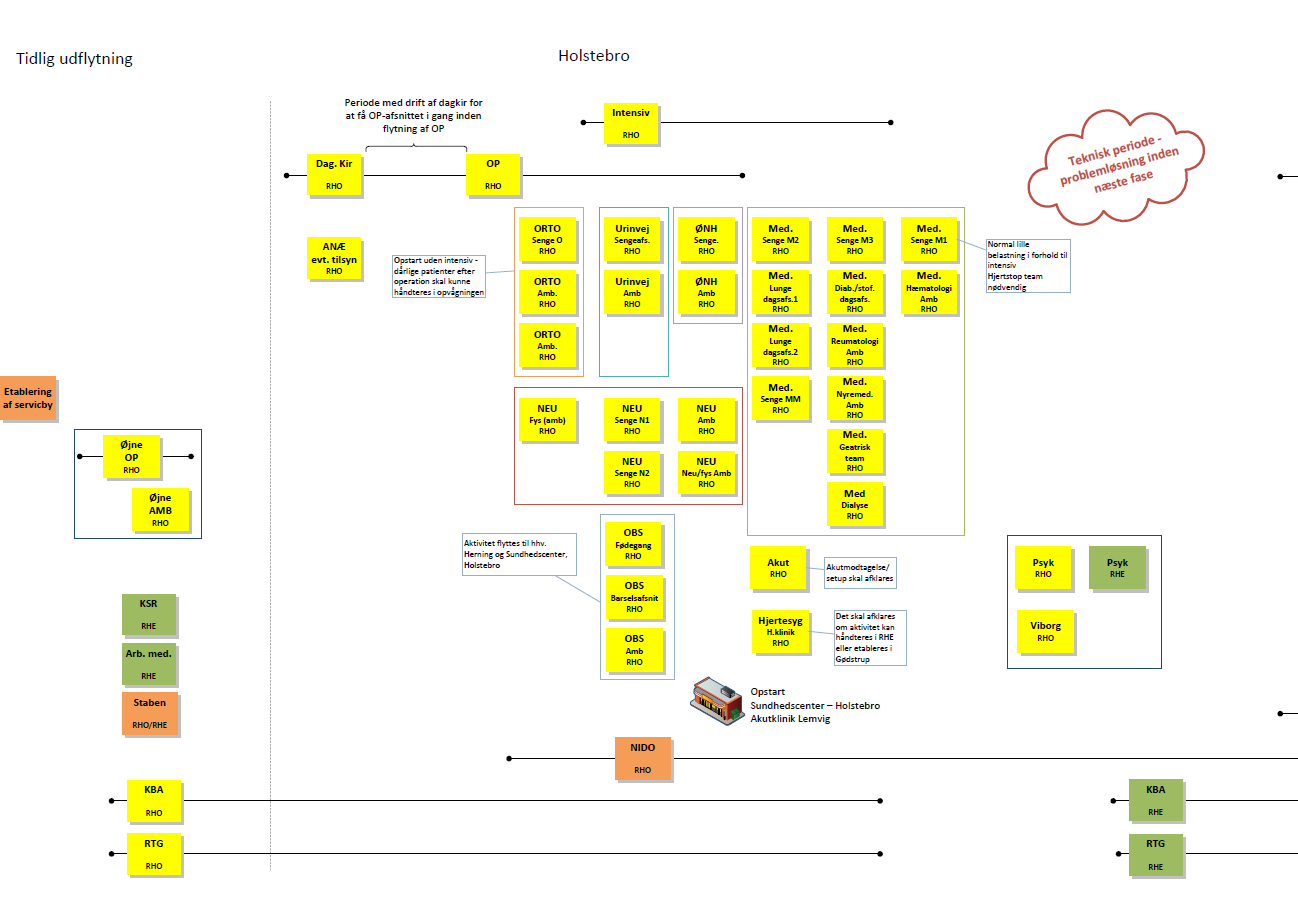 Tidlig udflytning
Holstebro
Periode med drift af dagkir for
at få OP-afsnittet i gang inden
flytning af OP
Intensiv
RHO
Teknisk periode -
problemløsning inden
næste fase
Dag. Kir
RHO
OP
RHO
ANÆ
evt. tilsyn
RHO
Opstart uden intensiv -
dårlige patienter efter
operation skal kunne
håndteres i opvågningen
ORTO
Senge O
RHO
ORTO
Amb.
RHO
ORTO
Amb.
RHO
Urinvej
Sengeafs.
RHO
Urinvej
Amb
RHO
ØNH
Senge.
RHO
ØNH
Amb
RHO
Med.
Senge M2
RHO
Med.
Lunge
dagsafs.1
RHO
Med.
Lunge
dagsafs.2
RHO
Med.
Senge MM
RHO
Med.
Senge M3
RHO
Med.
Diab./stof.
dagsafs.
RHO
Med.
Reumatologi
Amb
RHO
Med.
Nyremed.
Amb
RHO
Med.
Geatrisk
team
RHO
Med
Dialyse
RHO
Med.
Senge M1
RHO
Med.
Hæmatologi
Amb
RHO
Normal lille
belastning i forhold til
intensiv
Hjertstop team
nødvendig
Etablering
af servicby
Øjne
OP
RHO
Øjne
AMB
RHO
NEU
Fys (amb)
RHO
NEU
Senge N1
RHO
NEU
Amb
RHO
NEU
Senge N2
RHO
NEU
Neu/fys Amb
RHO
Aktivitet flyttes til hhv.
Herning og Sundhedscenter,
Holstebro
OBS
Fødegang
RHO
OBS
Barselsafsnit
RHO
OBS
Amb
RHO
Akut
RHO
Akutmodtagelse/
setup skal afklares
Hjertesyg
H.klinik
RHO
Det skal afklares
om aktivitet kan
håndteres i RHE
eller etableres i
Gødstrup
Psyk
RHO
Psyk
RHE
Viborg
RHO
KSR
RHE
Arb. med.
RHE
Staben
RHO/RHE
Opstart
Sundhedscenter – Holstebro
Akutklinik Lemvig
NIDO
RHO
KBA
RHO
KBA
RHE
RTG
RHO
RTG
RHE